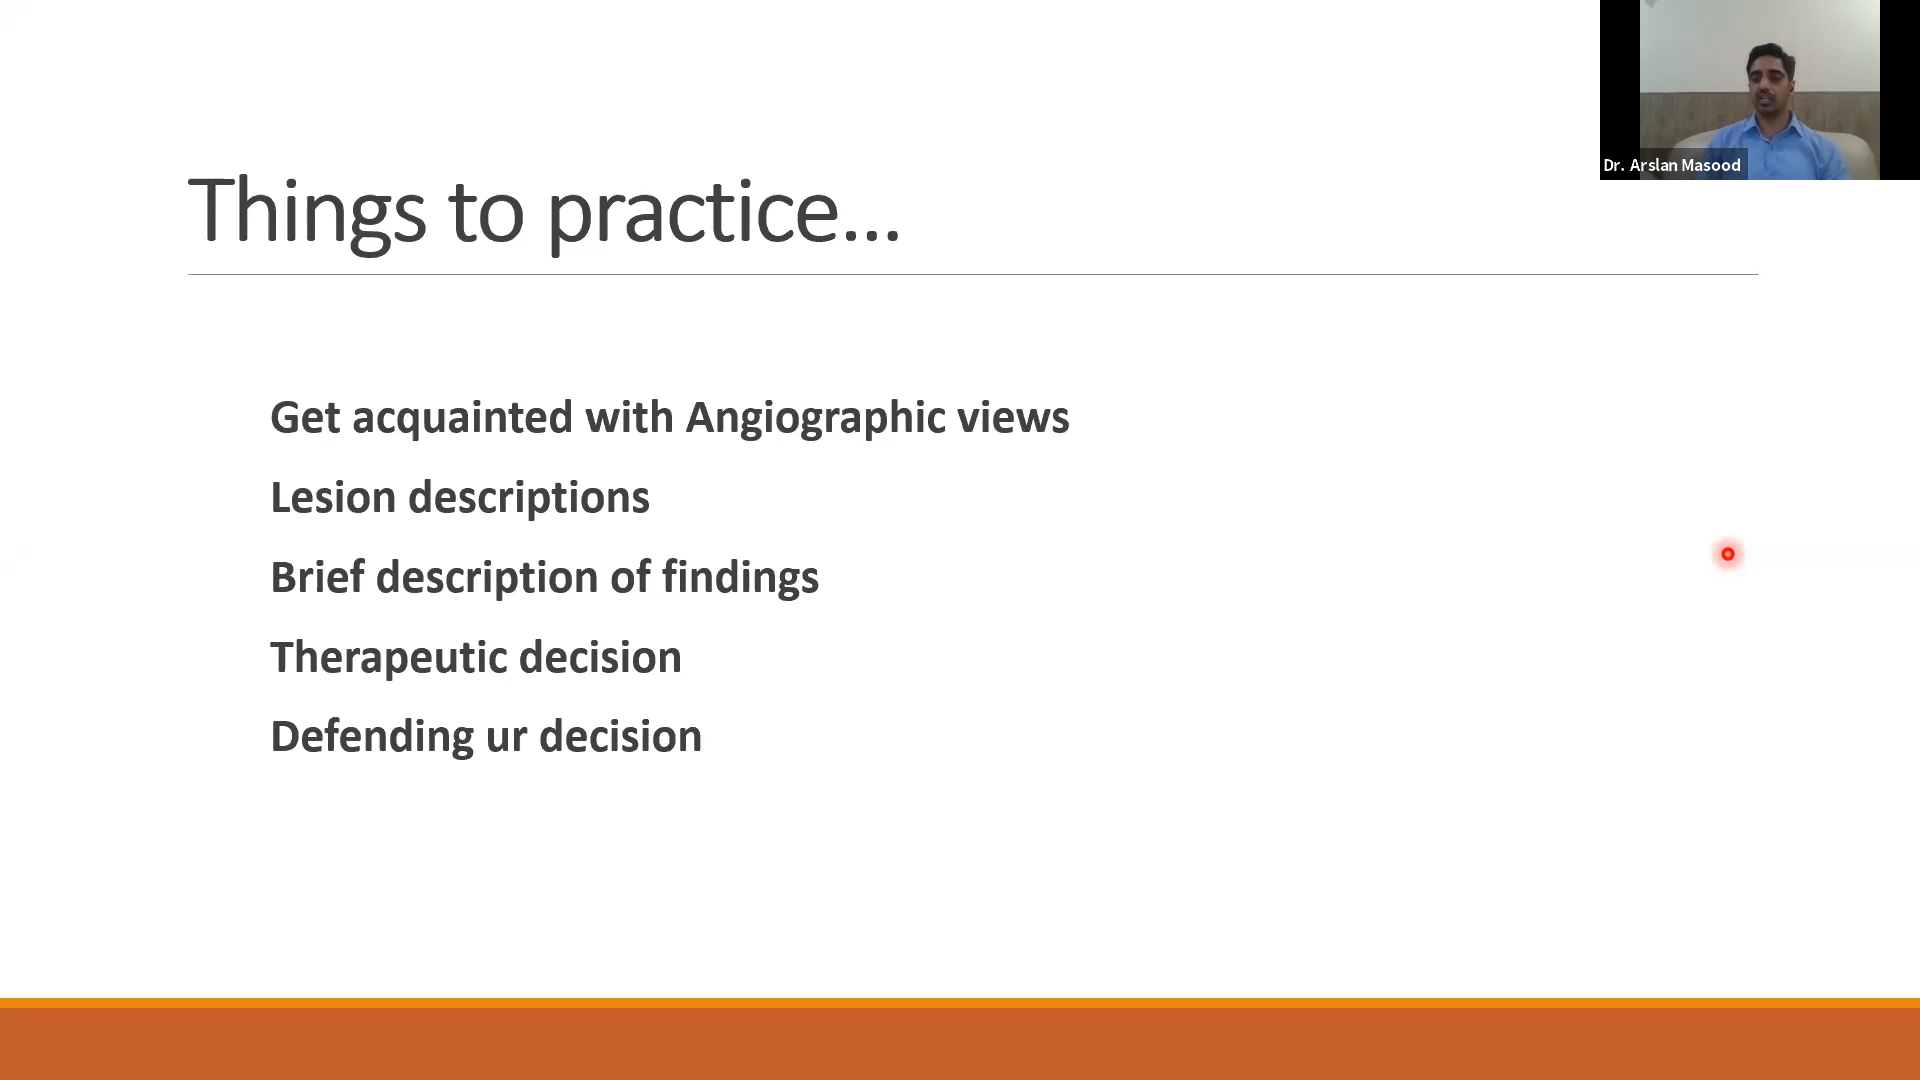 Dr. Arslan Masood
Things to practice...
Get acquainted with Angiographic views
Lesion descriptions
Brief description of findings
Therapeutic decision
Defending ur decision